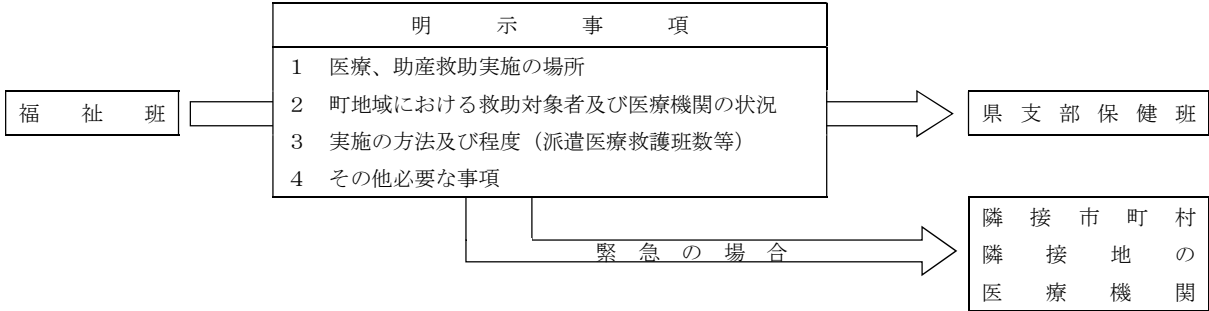 明示事項
1 医療、助産救助実施の場所
2 町地域における救助対象者及び医療機関の状況
3 実施の方法及び程度（派遣医療救護班数等）
4 その他必要な事項
福祉班
県支部保健班
緊急の場合
隣接市町村
隣接地の
医療機関